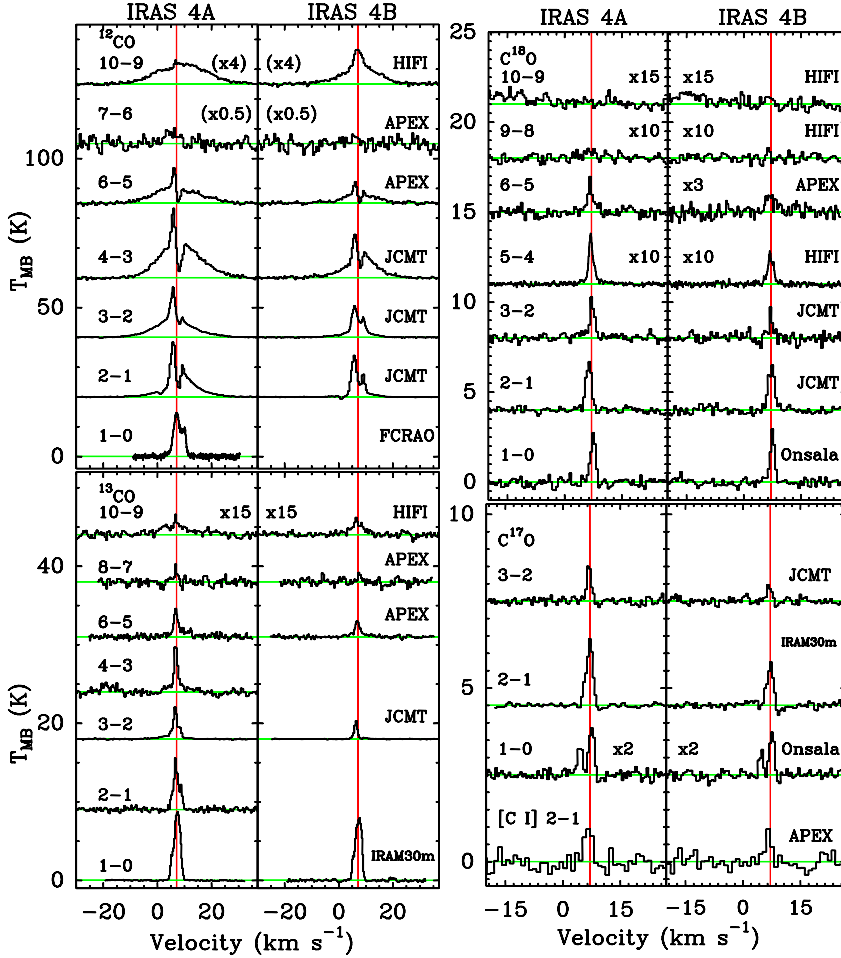 IRAS 4A IRAS 4B
¹²CO
10−9 (x4) (x4) HIFI
7−6 (x0.5) (x0.5) APEX
100
6−5 APEX
4−3 JCMT
50
3−2 JCMT
2−1 JCMT
1−0 FCRAO
0
T_MB (K)
¹³CO
10−9 x15 x15 HIFI
8−7 APEX
40
6−5 APEX
4−3
3−2 JCMT
20
2−1
1−0 IRAM30m
0
T_MB (K)
−20 0 20 −20 0 20
Velocity (km s⁻¹)
IRAS 4A IRAS 4B
25
C¹⁸O
10−9 x15 x15 HIFI
20
9−8 x10 x10 HIFI
6−5 x3 APEX
15
5−4 x10 x10 HIFI
10
3−2 JCMT
2−1 JCMT
5
1−0 Onsala
0
10
C¹⁷O
3−2 JCMT
IRAM30m
2−1
5
1−0 x2 x2 Onsala
[C I] 2−1 APEX
0
−15 0 15 −15 0 15
Velocity (km s⁻¹)